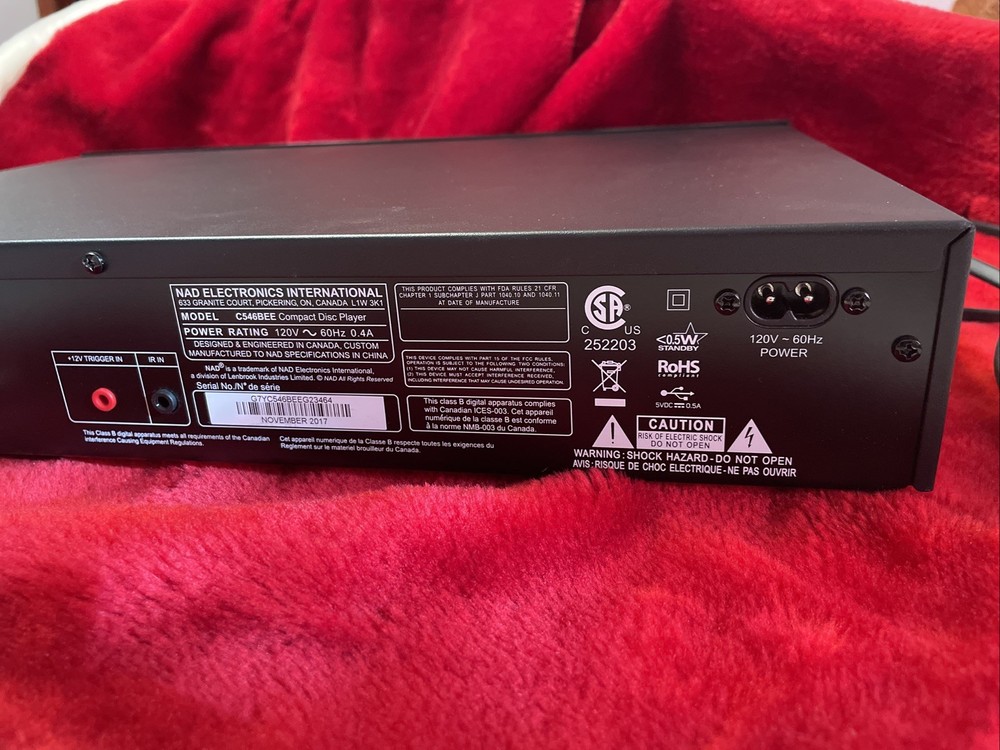 NAD ELECTRONICS INTERNATIONAL
633 GRANITE COURT, PICKERING, ON, CANADA L1W 3K1
MODEL C546BEE Compact Disc Player
POWER RATING 120V ~ 60Hz 0.4A
DESIGNED & ENGINEERED IN CANADA, CUSTOM
MANUFACTURED TO NAD SPECIFICATIONS IN CHINA
NAD® is a trademark of NAD Electronics International,
a division of Lenbrook Industries Limited. © NAD All Rights Reserved
Serial No./N° de série
G7YC546BEEG23464
NOVEMBER 2017
+12V TRIGGER IN
IR IN
This Class B digital apparatus meets all requirements of the Canadian
Interference Causing Equipment Regulations.
Cet appareil numerique de la Classe B respecte toutes les exigences du
Reglement sur le materiel brouilleur du Canada.
THIS PRODUCT COMPLIES WITH FDA RULES 21 CFR
CHAPTER 1 SUBCHAPTER J PART 1040.10 AND 1040.11
AT DATE OF MANUFACTURE
THIS DEVICE COMPLIES WITH PART 15 OF THE FCC RULES.
OPERATION IS SUBJECT TO THE FOLLOWING TWO CONDITIONS:
(1) THIS DEVICE MAY NOT CAUSE HARMFUL INTERFERENCE,
(2) THIS DEVICE MUST ACCEPT INTERFERENCE RECEIVED,
INCLUDING INTERFERENCE THAT MAY CAUSE UNDESIRED OPERATION.
This class B digital apparatus complies
with Canadian ICES-003. Cet appareil
numérique de la classe B est conforme
à la norme NMB-003 du Canada.
SA ®
C US
252203
<0.5W
STANDBY
RoHS
compliant
5VDC 0.5A
120V ~ 60Hz
POWER
CAUTION
RISK OF ELECTRIC SHOCK
DO NOT OPEN
WARNING: SHOCK HAZARD - DO NOT OPEN
AVIS: RISQUE DE CHOC ELECTRIQUE - NE PAS OUVRIR